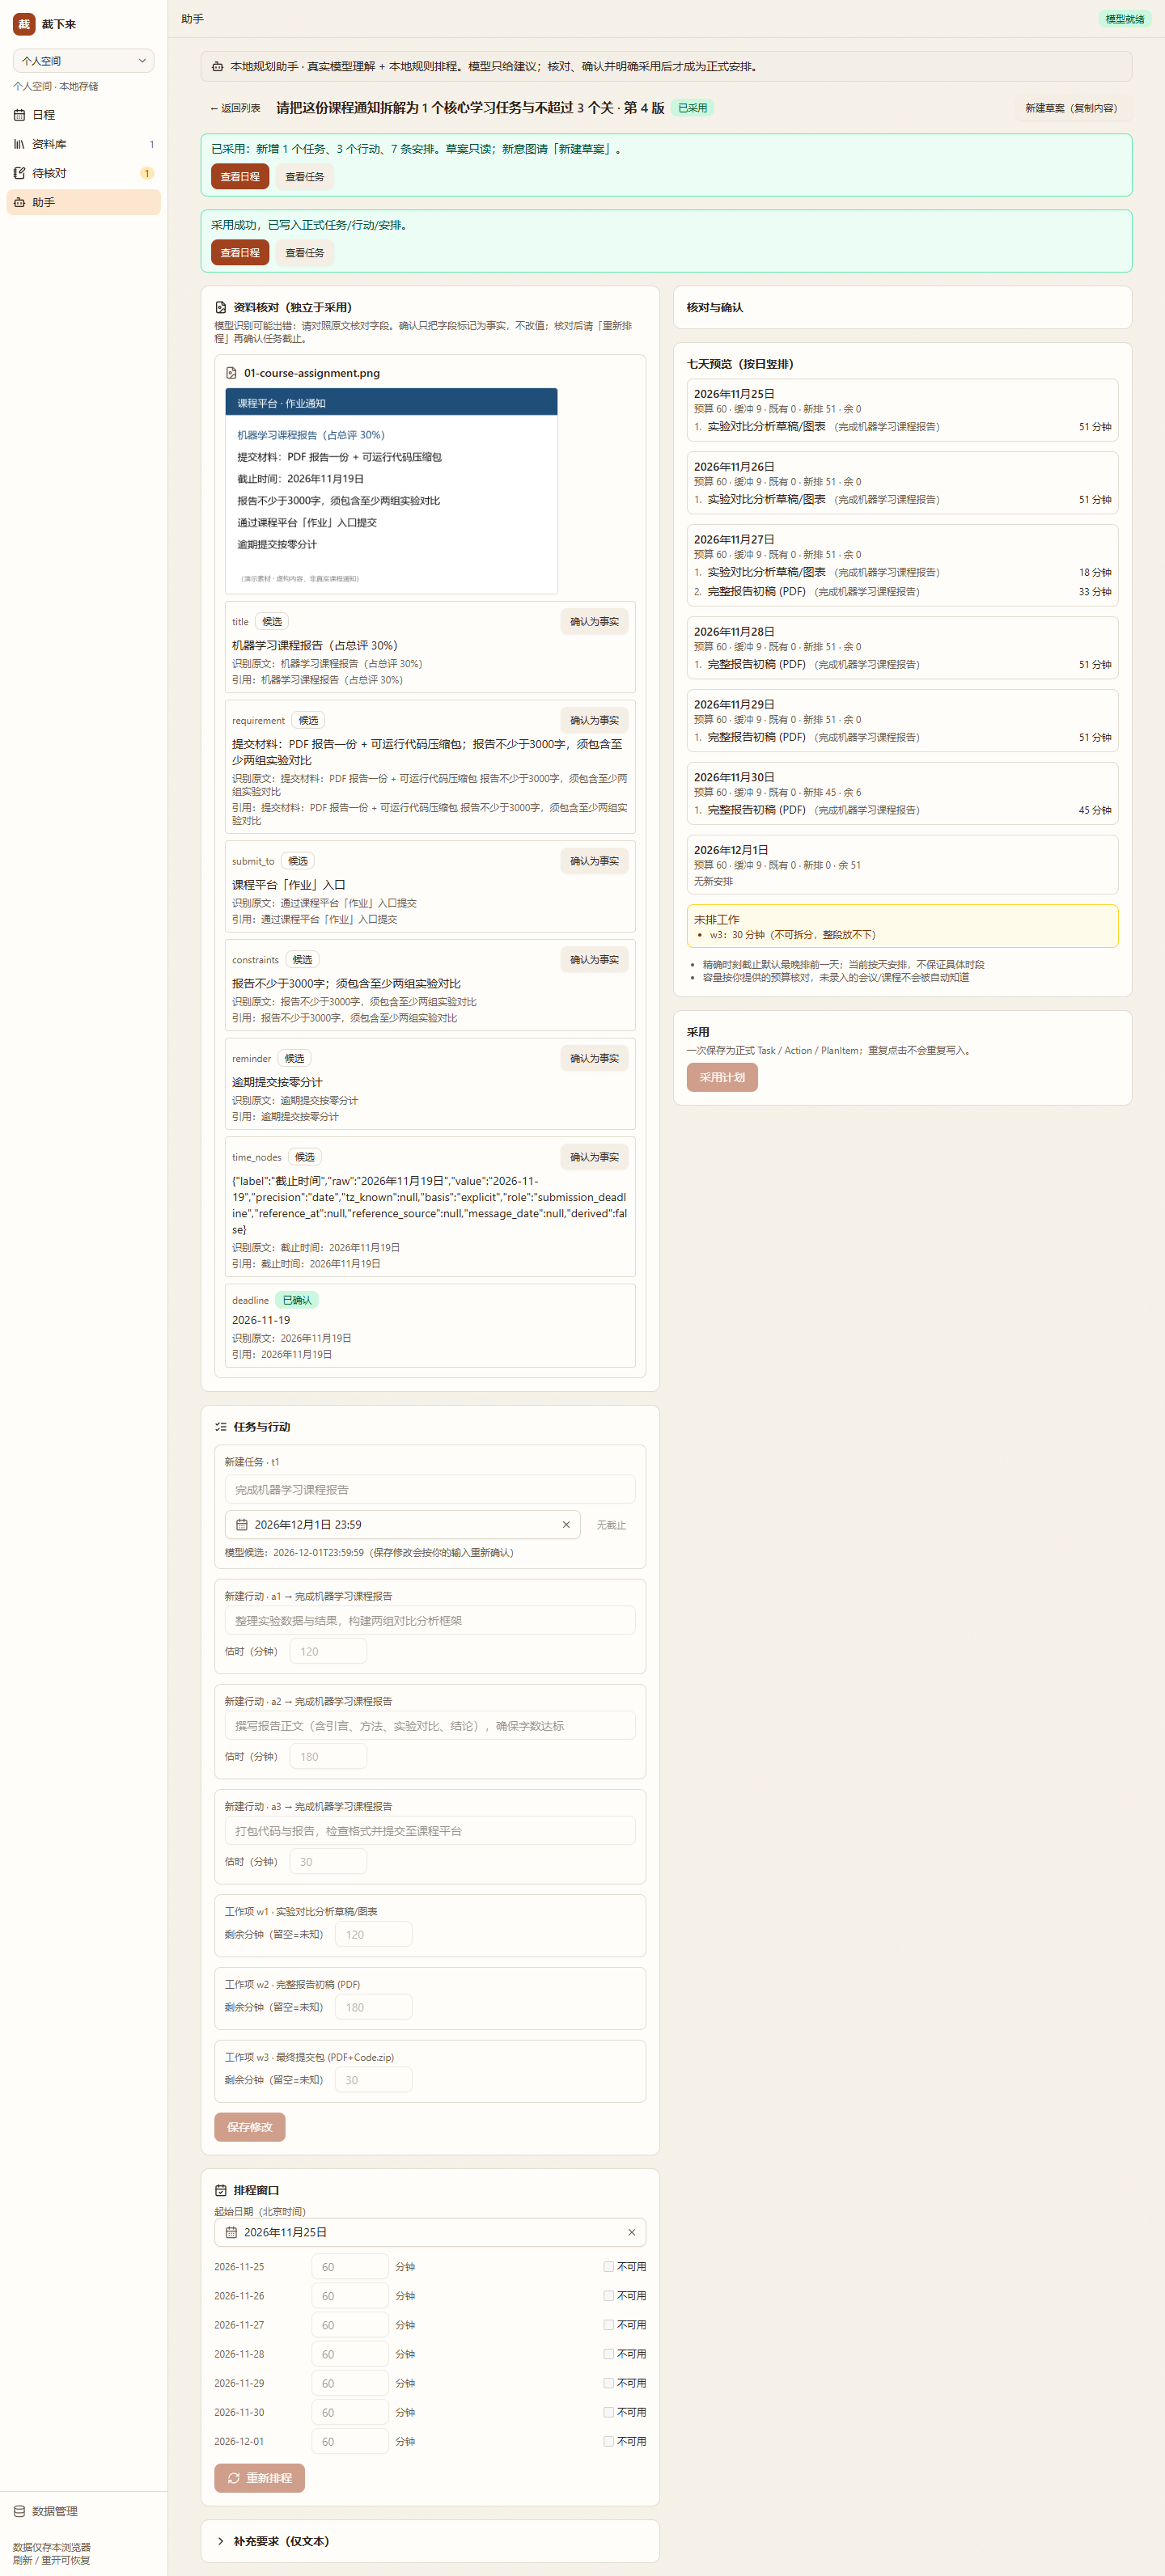 截 截下来
个人空间
个人空间 · 本地存储
日程
资料库 1
待核对 1
助手
数据管理
数据仅存本浏览器
刷新 / 重开可恢复
助手
模型就绪
本地规划助手 · 真实模型理解 + 本地规则排程。模型只给建议；核对、确认并明确采用后才成为正式安排。
← 返回列表
请把这份课程通知拆解为 1 个核心学习任务与不超过 3 个关 · 第 4 版
已采用
新建草案（复制内容）
已采用：新增 1 个任务、3 个行动、7 条安排。草案只读；新意图请「新建草案」。
查看日程 查看任务
采用成功，已写入正式任务/行动/安排。
查看日程 查看任务
资料核对（独立于采用）
模型识别可能出错：请对照原文核对字段。确认只把字段标记为事实，不改值；核对后请「重新排
程」再确认任务截止。
01-course-assignment.png
课程平台 · 作业通知
机器学习课程报告（占总评 30%）
提交材料：PDF 报告一份 + 可运行代码压缩包
截止时间：2026年11月19日
报告不少于3000字，须包含至少两组实验对比
通过课程平台「作业」入口提交
逾期提交按零分计
（演示素材 · 虚构内容，非真实课程通知）
title 候选 确认为事实
机器学习课程报告（占总评 30%）
识别原文：机器学习课程报告（占总评 30%）
引用：机器学习课程报告（占总评 30%）
requirement 候选 确认为事实
提交材料：PDF 报告一份 + 可运行代码压缩包；报告不少于3000字，须包含至
少两组实验对比
识别原文：提交材料：PDF 报告一份 + 可运行代码压缩包 报告不少于3000字，须包含至少两
组实验对比
引用：提交材料：PDF 报告一份 + 可运行代码压缩包 报告不少于3000字，须包含至少两组实
验对比
submit_to 候选 确认为事实
课程平台「作业」入口
识别原文：通过课程平台「作业」入口提交
引用：通过课程平台「作业」入口提交
constraints 候选 确认为事实
报告不少于3000字；须包含至少两组实验对比
识别原文：报告不少于3000字，须包含至少两组实验对比
引用：报告不少于3000字，须包含至少两组实验对比
reminder 候选 确认为事实
逾期提交按零分计
识别原文：逾期提交按零分计
引用：逾期提交按零分计
time_nodes 候选 确认为事实
{"label":"截止时间","raw":"2026年11月19日","value":"2026-11-
19","precision":"date","tz_known":null,"basis":"explicit","role":"submission_deadl
ine","reference_at":null,"reference_source":null,"message_date":null,"derived":fal
se}
识别原文：截止时间：2026年11月19日
引用：截止时间：2026年11月19日
deadline 已确认
2026-11-19
识别原文：2026年11月19日
引用：2026年11月19日
任务与行动
新建任务 · t1
完成机器学习课程报告
2026年12月1日 23:59 无截止
模型候选：2026-12-01T23:59:59（保存修改会按你的输入重新确认）
新建行动 · a1 → 完成机器学习课程报告
整理实验数据与结果，构建两组对比分析框架
估时（分钟） 120
新建行动 · a2 → 完成机器学习课程报告
撰写报告正文（含引言、方法、实验对比、结论），确保字数达标
估时（分钟） 180
新建行动 · a3 → 完成机器学习课程报告
打包代码与报告，检查格式并提交至课程平台
估时（分钟） 30
工作项 w1 · 实验对比分析草稿/图表
剩余分钟（留空=未知） 120
工作项 w2 · 完整报告初稿 (PDF)
剩余分钟（留空=未知） 180
工作项 w3 · 最终提交包 (PDF+Code.zip)
剩余分钟（留空=未知） 30
保存修改
排程窗口
起始日期（北京时间）
2026年11月25日
2026-11-25 60 分钟 不可用
2026-11-26 60 分钟 不可用
2026-11-27 60 分钟 不可用
2026-11-28 60 分钟 不可用
2026-11-29 60 分钟 不可用
2026-11-30 60 分钟 不可用
2026-12-01 60 分钟 不可用
重新排程
补充要求（仅文本）
核对与确认
七天预览（按日竖排）
2026年11月25日
预算 60 · 缓冲 9 · 既有 0 · 新排 51 · 余 0
1. 实验对比分析草稿/图表 （完成机器学习课程报告） 51 分钟
2026年11月26日
预算 60 · 缓冲 9 · 既有 0 · 新排 51 · 余 0
1. 实验对比分析草稿/图表 （完成机器学习课程报告） 51 分钟
2026年11月27日
预算 60 · 缓冲 9 · 既有 0 · 新排 51 · 余 0
1. 实验对比分析草稿/图表 （完成机器学习课程报告） 18 分钟
2. 完整报告初稿 (PDF) （完成机器学习课程报告） 33 分钟
2026年11月28日
预算 60 · 缓冲 9 · 既有 0 · 新排 51 · 余 0
1. 完整报告初稿 (PDF) （完成机器学习课程报告） 51 分钟
2026年11月29日
预算 60 · 缓冲 9 · 既有 0 · 新排 51 · 余 0
1. 完整报告初稿 (PDF) （完成机器学习课程报告） 51 分钟
2026年11月30日
预算 60 · 缓冲 9 · 既有 0 · 新排 45 · 余 6
1. 完整报告初稿 (PDF) （完成机器学习课程报告） 45 分钟
2026年12月1日
预算 60 · 缓冲 9 · 既有 0 · 新排 0 · 余 51
无新安排
未排工作
• w3：30 分钟（不可拆分，整段放不下）
• 精确时刻截止默认最晚排前一天；当前按天安排，不保证具体时段
• 容量按你提供的预算核对，未录入的会议/课程不会被自动知道
采用
一次保存为正式 Task / Action / PlanItem；重复点击不会重复写入。
采用计划